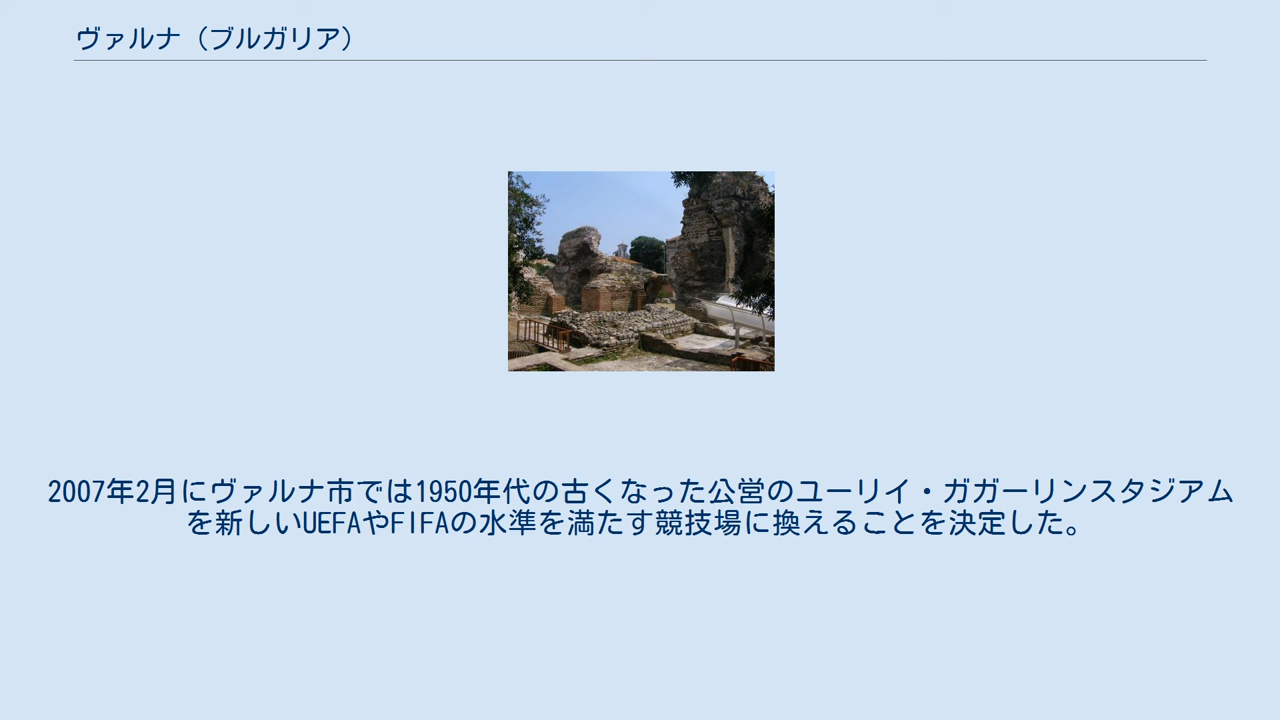 ヴァルナ（ブルガリア）
2007年2月にヴァルナ市では1950年代の古くなった公営のユーリイ・ガガーリンスタジアム
を新しいUEFAやFIFAの水準を満たす競技場に換えることを決定した。